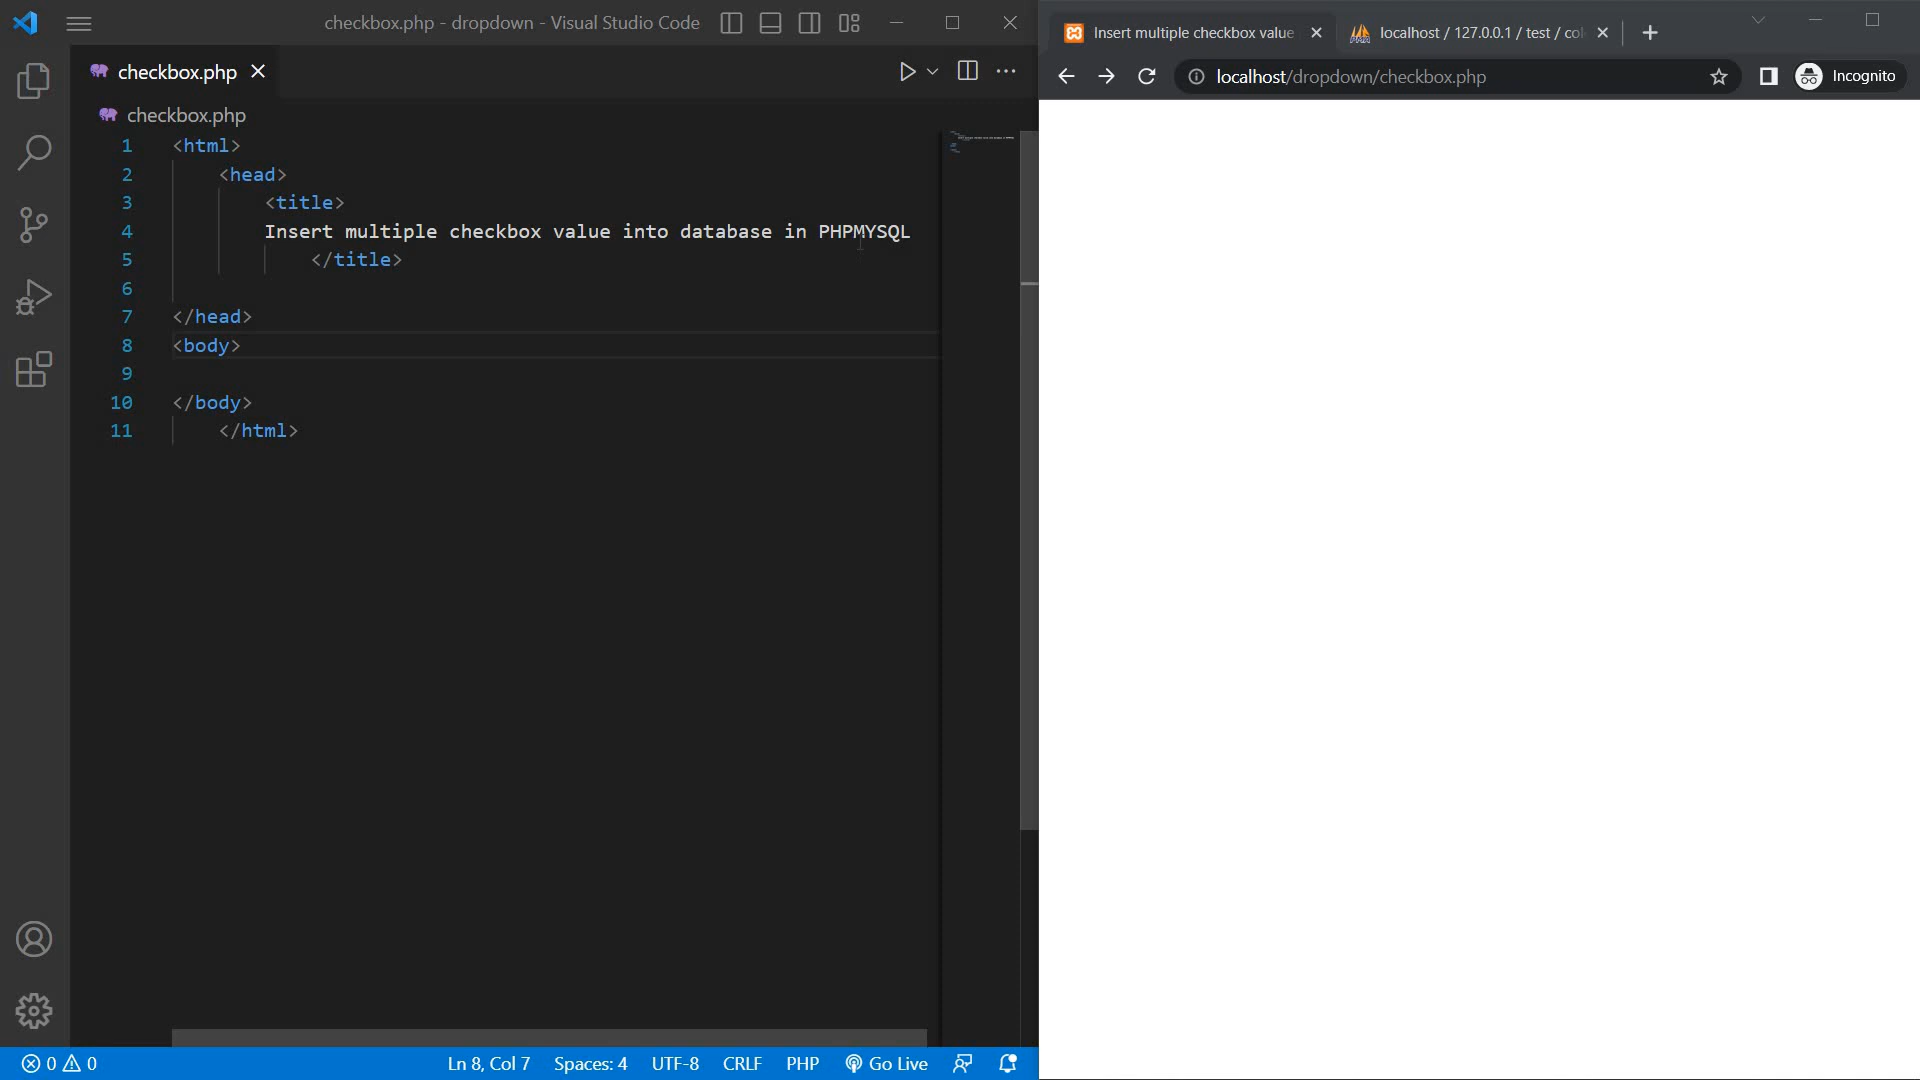 checkbox.php - dropdown - Visual Studio Code
checkbox.php
checkbox.php
1 <html>
2 <head>
3 <title>
4 Insert multiple checkbox value into database in PHPMYSQL
5 </title>
6
7 </head>
8 <body>
9
10 </body>
11 </html>
0 0 Ln 8, Col 7 Spaces: 4 UTF-8 CRLF PHP Go Live
Insert multiple checkbox value
localhost / 127.0.0.1 / test / co
localhost/dropdown/checkbox.php
Incognito